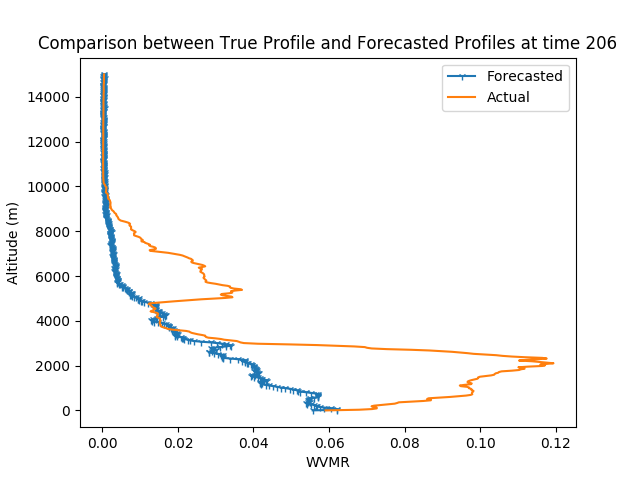 Comparison between True Profile and Forecasted Profiles at time 206
Forecasted
Actual
14000
12000
10000
8000
6000
4000
2000
0
Altitude (m)
0.00 0.02 0.04 0.06 0.08 0.10 0.12
WVMR